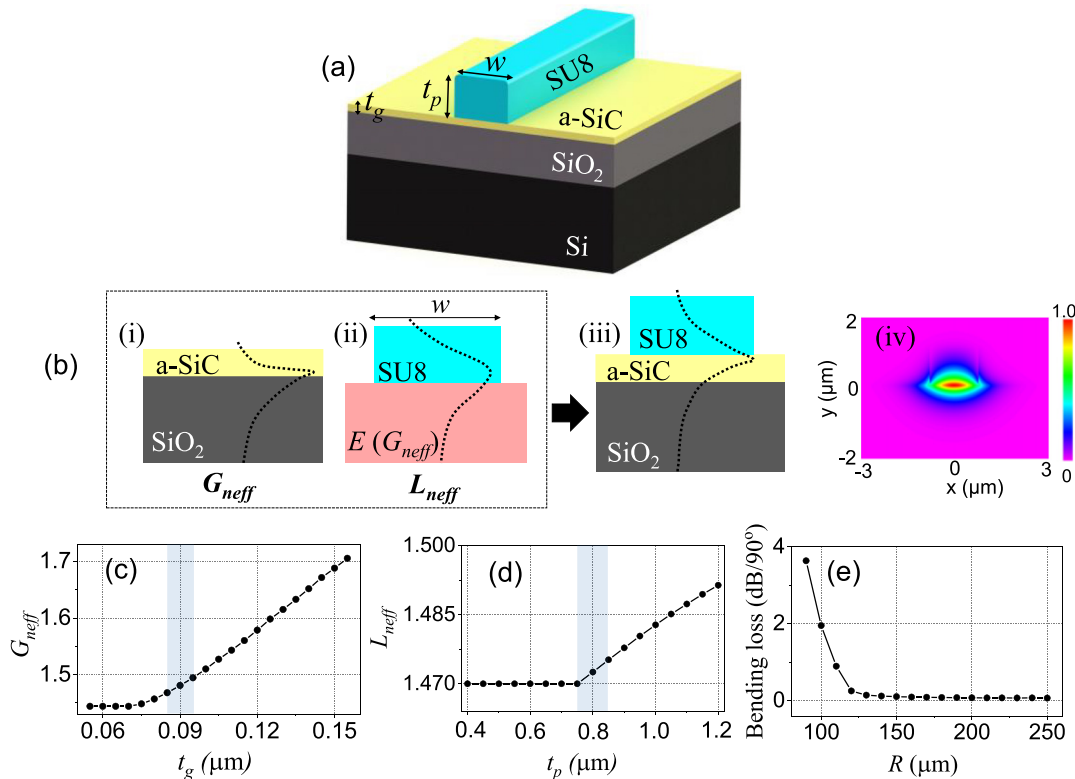 (a)
w
t_p
t_g
SU8
a-SiC
SiO₂
Si
(b)
(i)
a-SiC
SiO₂
G_neff
(ii)
w
SU8
E (G_neff)
L_neff
(iii)
SU8
a-SiC
SiO₂
(iv)
y (μm)
2
0
-2
-3
0
3
x (μm)
1.0
0
(c)
G_neff
1.7
1.6
1.5
0.06
0.09
0.12
0.15
t_g (μm)
(d)
L_neff
1.500
1.485
1.470
0.4
0.6
0.8
1.0
1.2
t_p (μm)
(e)
Bending loss (dB/90º)
4
2
0
100
150
200
250
R (μm)